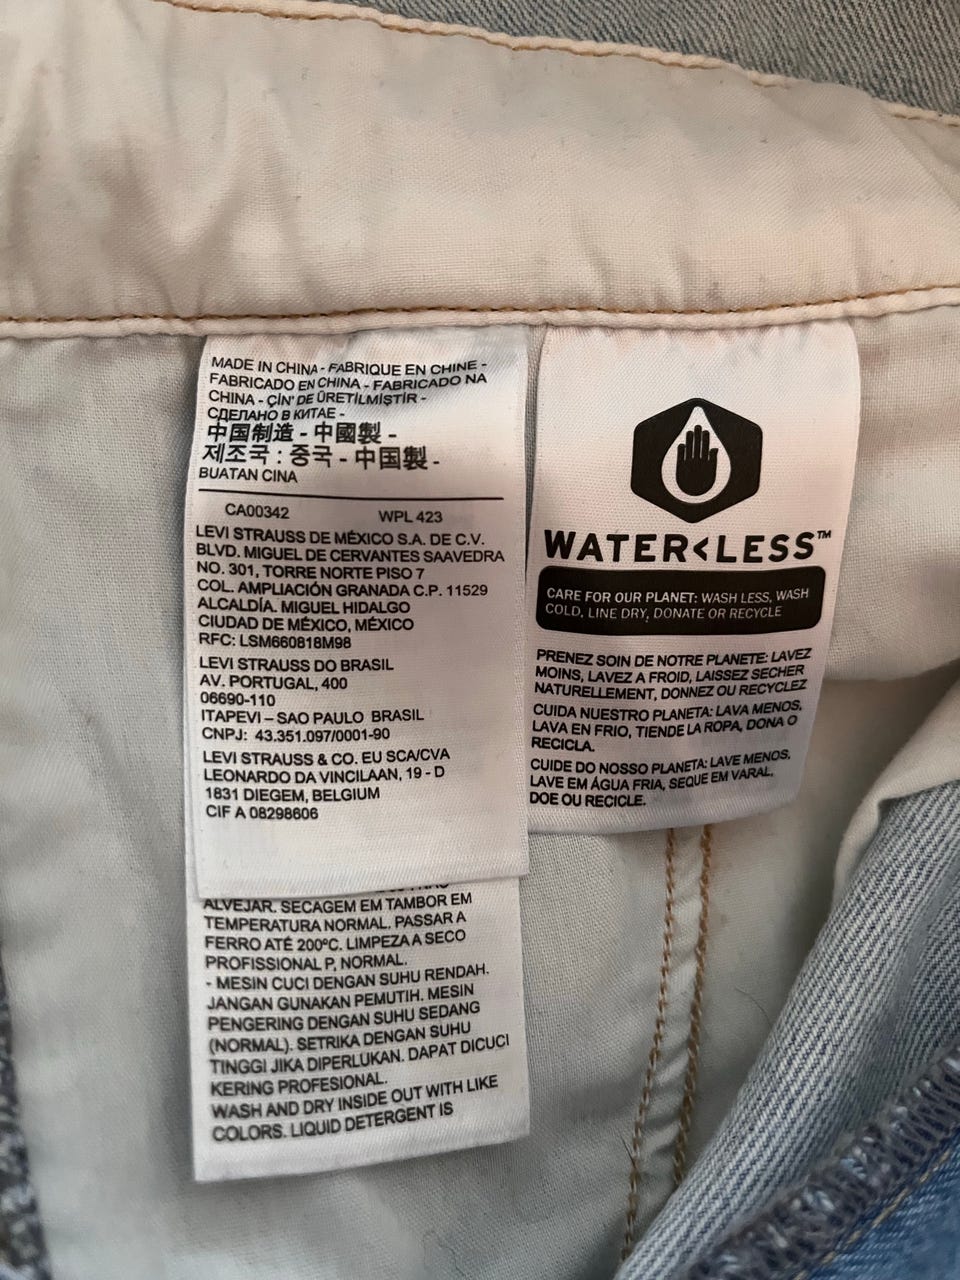 MADE IN CHINA - FABRIQUE EN CHINE -
FABRICADO EN CHINA - FABRICADO NA
CHINA - ÇİN' DE ÜRETİLMİŞTİR -
СДЕЛАНО В КИТАЕ -
中国制造 - 中國製 -
제조국 : 중국 - 中国製 -
BUATAN CINA
CA00342 WPL 423
LEVI STRAUSS DE MÉXICO S.A. DE C.V.
BLVD. MIGUEL DE CERVANTES SAAVEDRA
NO. 301, TORRE NORTE PISO 7
COL. AMPLIACIÓN GRANADA C.P. 11529
ALCALDÍA. MIGUEL HIDALGO
CIUDAD DE MÉXICO, MÉXICO
RFC: LSM660818M98
LEVI STRAUSS DO BRASIL
AV. PORTUGAL, 400
06690-110
ITAPEVI – SAO PAULO BRASIL
CNPJ: 43.351.097/0001-90
LEVI STRAUSS & CO. EU SCA/CVA
LEONARDO DA VINCILAAN, 19 - D
1831 DIEGEM, BELGIUM
CIF A 08298606
ALVEJAR. SECAGEM EM TAMBOR EM
TEMPERATURA NORMAL. PASSAR A
FERRO ATÉ 200ºC. LIMPEZA A SECO
PROFISSIONAL P, NORMAL.
- MESIN CUCI DENGAN SUHU RENDAH.
JANGAN GUNAKAN PEMUTIH. MESIN
PENGERING DENGAN SUHU SEDANG
(NORMAL). SETRIKA DENGAN SUHU
TINGGI JIKA DIPERLUKAN. DAPAT DICUCI
KERING PROFESIONAL.
WASH AND DRY INSIDE OUT WITH LIKE
COLORS. LIQUID DETERGENT IS
WATER<LESS™
CARE FOR OUR PLANET: WASH LESS, WASH
COLD, LINE DRY, DONATE OR RECYCLE
PRENEZ SOIN DE NOTRE PLANETE: LAVEZ
MOINS, LAVEZ A FROID, LAISSEZ SECHER
NATURELLEMENT, DONNEZ OU RECYCLEZ
CUIDA NUESTRO PLANETA: LAVA MENOS,
LAVA EN FRIO, TIENDE LA ROPA, DONA O
RECICLA.
CUIDE DO NOSSO PLANETA: LAVE MENOS,
LAVE EM ÁGUA FRIA, SEQUE EM VARAL,
DOE OU RECICLE.